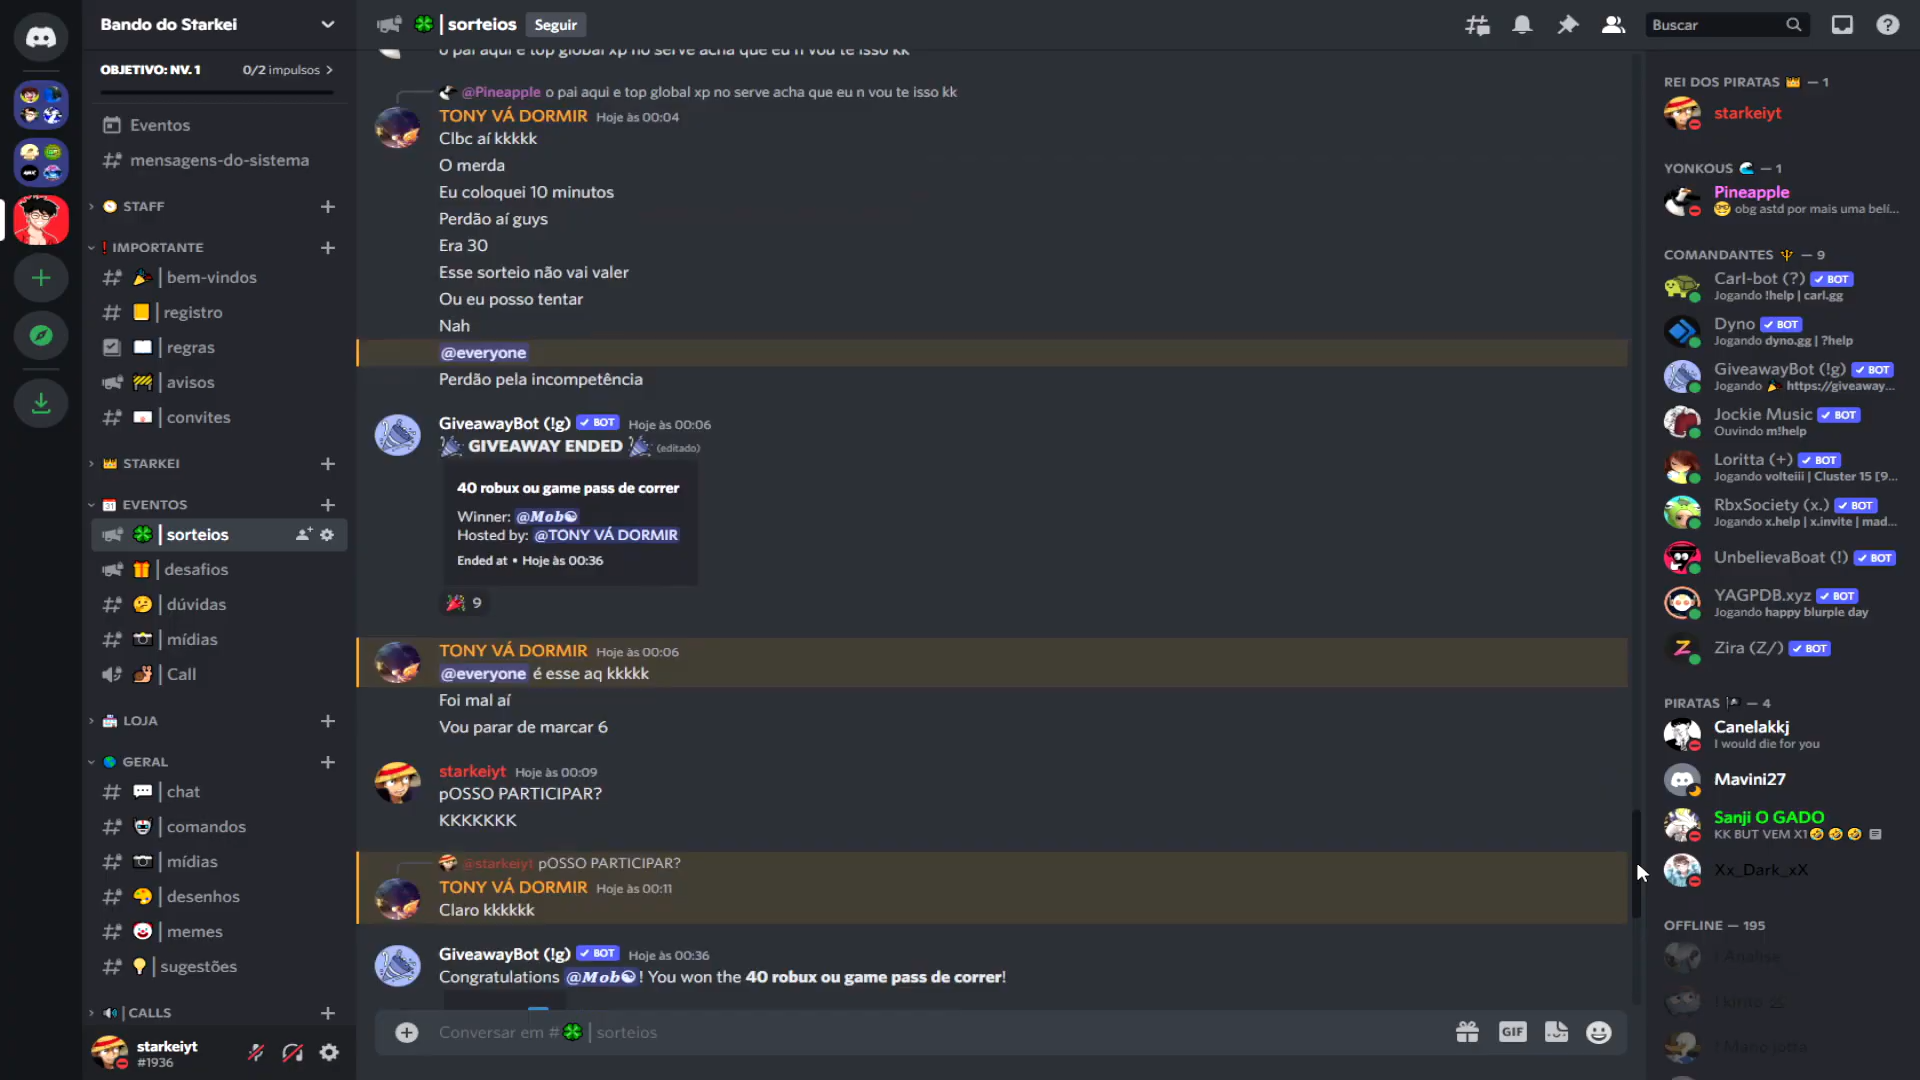 Bando do Starkei
OBJETIVO: NV. 1 0/2 impulsos
Eventos
mensagens-do-sistema
STAFF
IMPORTANTE
bem-vindos
registro
regras
avisos
convites
STARKEI
EVENTOS
sorteios
desafios
dúvidas
mídias
Call
LOJA
GERAL
chat
comandos
mídias
desenhos
memes
sugestões
CALLS
starkeiyt
#1936
sorteios Seguir
Buscar
o pai aqui e top global xp no serve acha que eu n vou te isso kk
@Pineapple o pai aqui e top global xp no serve acha que eu n vou te isso kk
TONY VÁ DORMIR Hoje às 00:04
Clbc aí kkkkk
O merda
Eu coloquei 10 minutos
Perdão aí guys
Era 30
Esse sorteio não vai valer
Ou eu posso tentar
Nah
@everyone
Perdão pela incompetência
GiveawayBot (!g) BOT Hoje às 00:06
GIVEAWAY ENDED (editado)
40 robux ou game pass de correr
Winner: @Mob☯
Hosted by: @TONY VÁ DORMIR
Ended at • Hoje às 00:36
9
TONY VÁ DORMIR Hoje às 00:06
@everyone é esse aq kkkkk
Foi mal aí
Vou parar de marcar 6
starkeiyt Hoje às 00:09
pOSSO PARTICIPAR?
KKKKKKK
@starkeiyt pOSSO PARTICIPAR?
TONY VÁ DORMIR Hoje às 00:11
Claro kkkkkk
GiveawayBot (!g) BOT Hoje às 00:36
Congratulations @Mob☯! You won the 40 robux ou game pass de correr!
Conversar em #🍀│sorteios
GIF
REI DOS PIRATAS — 1
starkeiyt
YONKOUS — 1
Pineapple
obg astd por mais uma belí...
COMANDANTES — 9
Carl-bot (?) BOT
Jogando !help | carl.gg
Dyno BOT
Jogando dyno.gg | ?help
GiveawayBot (!g) BOT
Jogando 🎉 https://giveaway...
Jockie Music BOT
Ouvindo m!help
Loritta (+) BOT
Jogando volteiii | Cluster 15 [9...
RbxSociety (x.) BOT
Jogando x.help | x.invite | mad...
UnbelievaBoat (!) BOT
YAGPDB.xyz BOT
Jogando happy blurple day
Zira (Z/) BOT
PIRATAS — 4
Canelakkj
I would die for you
Mavini27
Sanji O GADO
KK BUT VEM X1🤣 🤣 🤣
Xx_Dark_xX
OFFLINE — 195
! Analise